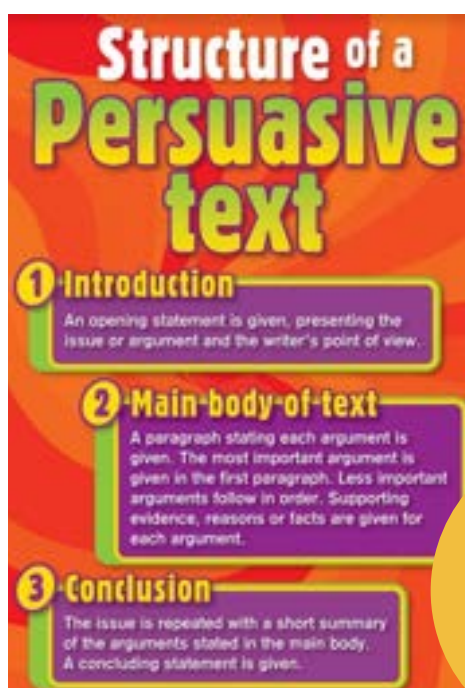 Structure of a
Persuasive
text
1 Introduction
An opening statement is given, presenting the
issue or argument and the writer's point of view.
2 Main body of text
A paragraph stating each argument is
given. The most important argument is
given in the first paragraph. Less important
arguments follow in order. Supporting
evidence, reasons or facts are given for
each argument.
3 Conclusion
The issue is repeated with a short summary
of the arguments stated in the main body.
A concluding statement is given.